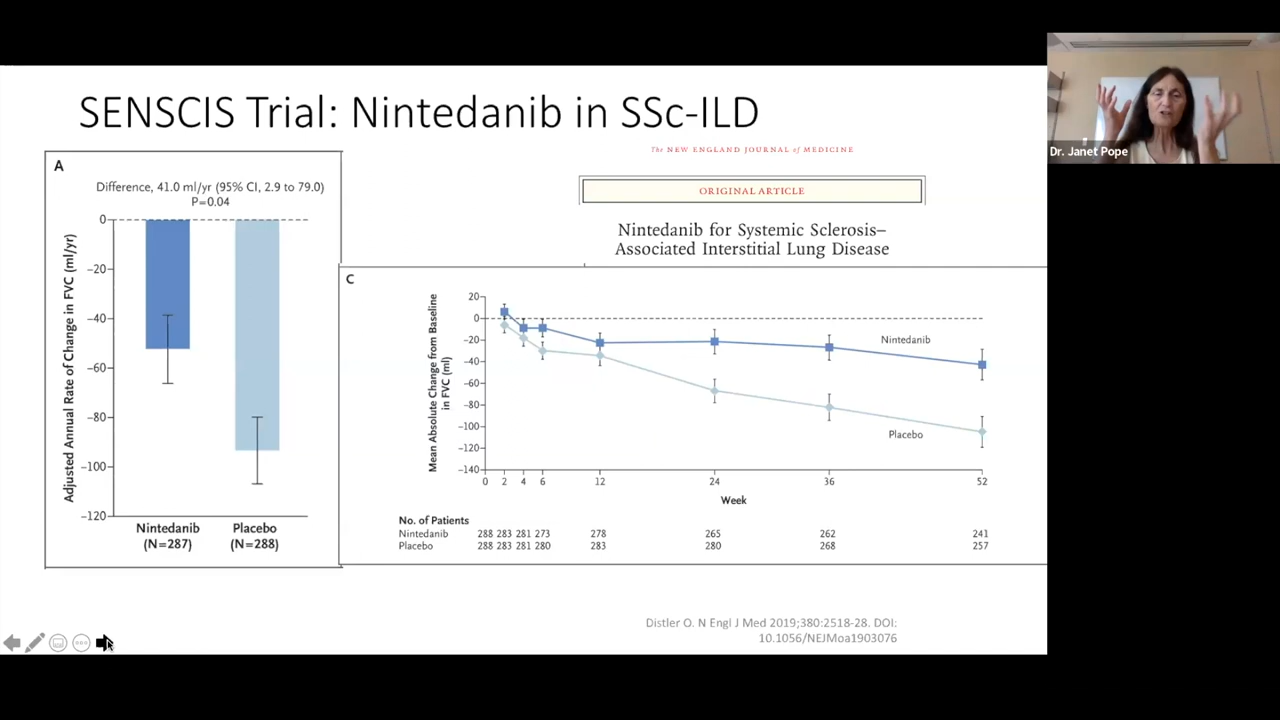 SENSCIS Trial: Nintedanib in SSc-ILD
Dr. Janet Pope
The NEW ENGLAND JOURNAL of MEDICINE
ORIGINAL ARTICLE
Nintedanib for Systemic Sclerosis–
Associated Interstitial Lung Disease
A
Difference, 41.0 ml/yr (95% CI, 2.9 to 79.0)
P=0.04
Adjusted Annual Rate of Change in FVC (ml/yr)
0
−20
−40
−60
−80
−100
−120
Nintedanib
(N=287)
Placebo
(N=288)
C
Mean Absolute Change from Baseline
in FVC (ml)
20
0
−20
−40
−60
−80
−100
−120
−140
Nintedanib
Placebo
0 2 4 6 12 24 36 52
Week
No. of Patients
Nintedanib 288 283 281 273 278 265 262 241
Placebo 288 283 281 280 283 280 268 257
Distler O. N Engl J Med 2019;380:2518-28. DOI:
10.1056/NEJMoa1903076